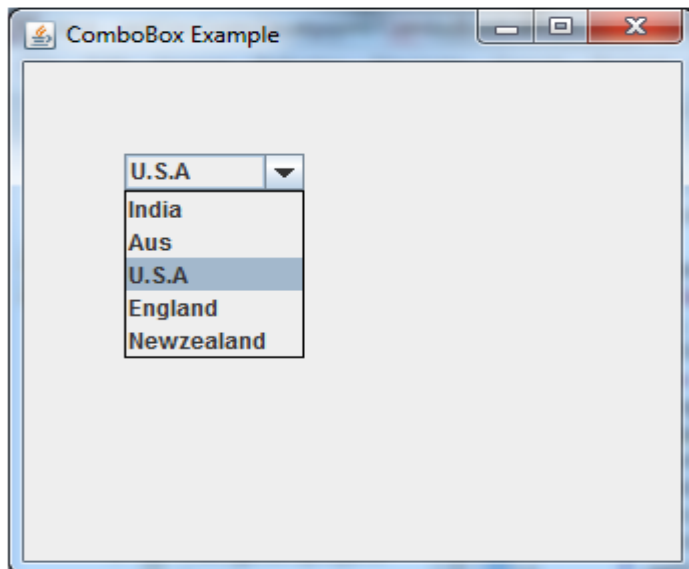 ComboBox Example
U.S.A
India
Aus
U.S.A
England
Newzealand